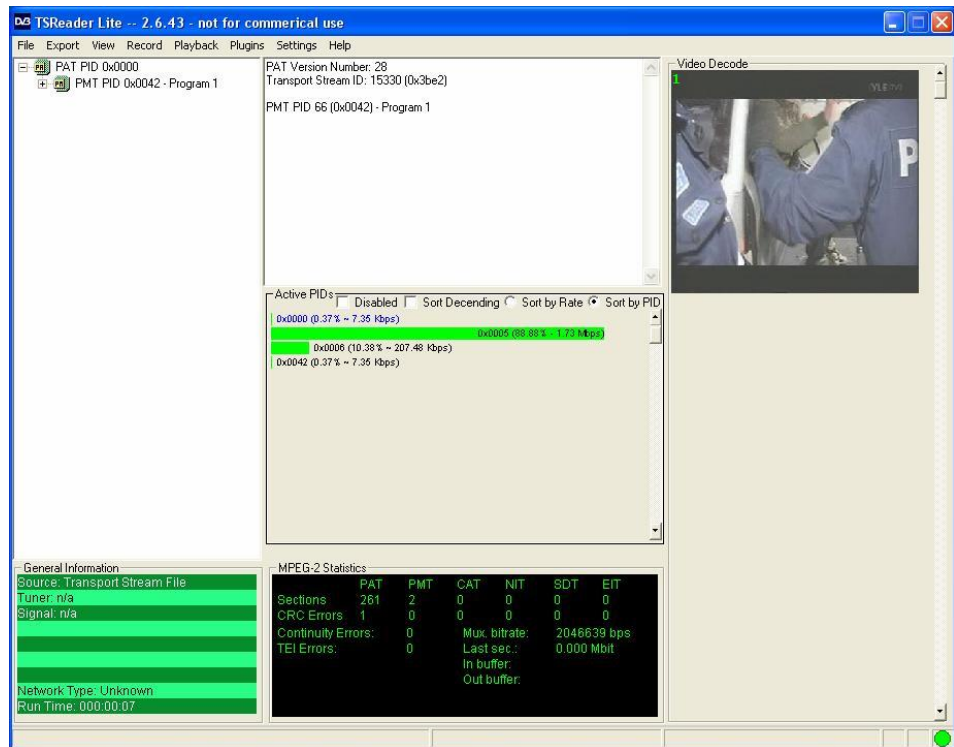 TSReader Lite -- 2.6.43 - not for commerical use
File Export View Record Playback Plugins Settings Help
PAT PID 0x0000
PMT PID 0x0042 - Program 1
PAT Version Number: 28
Transport Stream ID: 15330 (0x3be2)
PMT PID 66 (0x0042) - Program 1
Active PIDs
Disabled Sort Decending Sort by Rate Sort by PID
0x0000 (0.37% ~ 7.35 Kbps)
0x0005 (88.88% - 1.73 Mbps)
0x0006 (10.38% ~ 207.48 Kbps)
0x0042 (0.37% ~ 7.35 Kbps)
Video Decode
1
P
General Information
Source: Transport Stream File
Tuner: n/a
Signal: n/a
Network Type: Unknown
Run Time: 000:00:07
MPEG-2 Statistics
PAT PMT CAT NIT SDT EIT
Sections 261 2 0 0 0 0
CRC Errors 1 0 0 0 0 0
Continuity Errors: 0 Mux. bitrate: 2046639 bps
TEI Errors: 0 Last sec.: 0.000 Mbit
In buffer:
Out buffer: